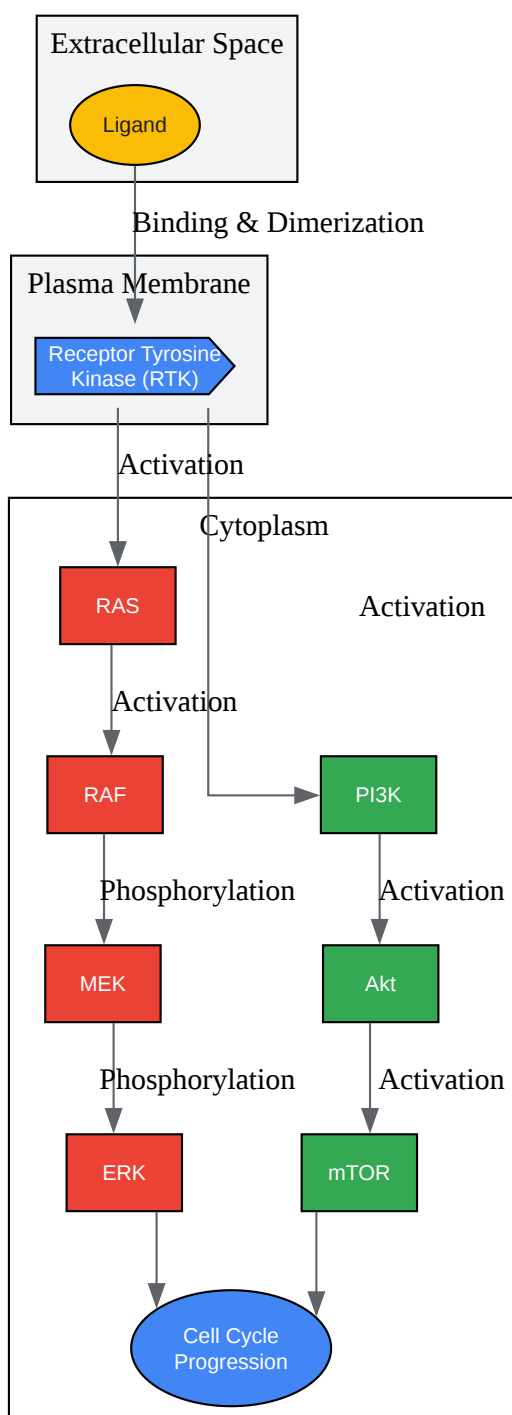 Extracellular Space
Ligand
Binding & Dimerization
Plasma Membrane
Receptor Tyrosine
Kinase (RTK)
Activation
Cytoplasm
RAS
Activation
Activation
RAF
PI3K
Phosphorylation
Activation
MEK
Akt
Phosphorylation
Activation
ERK
mTOR
Cell Cycle
Progression